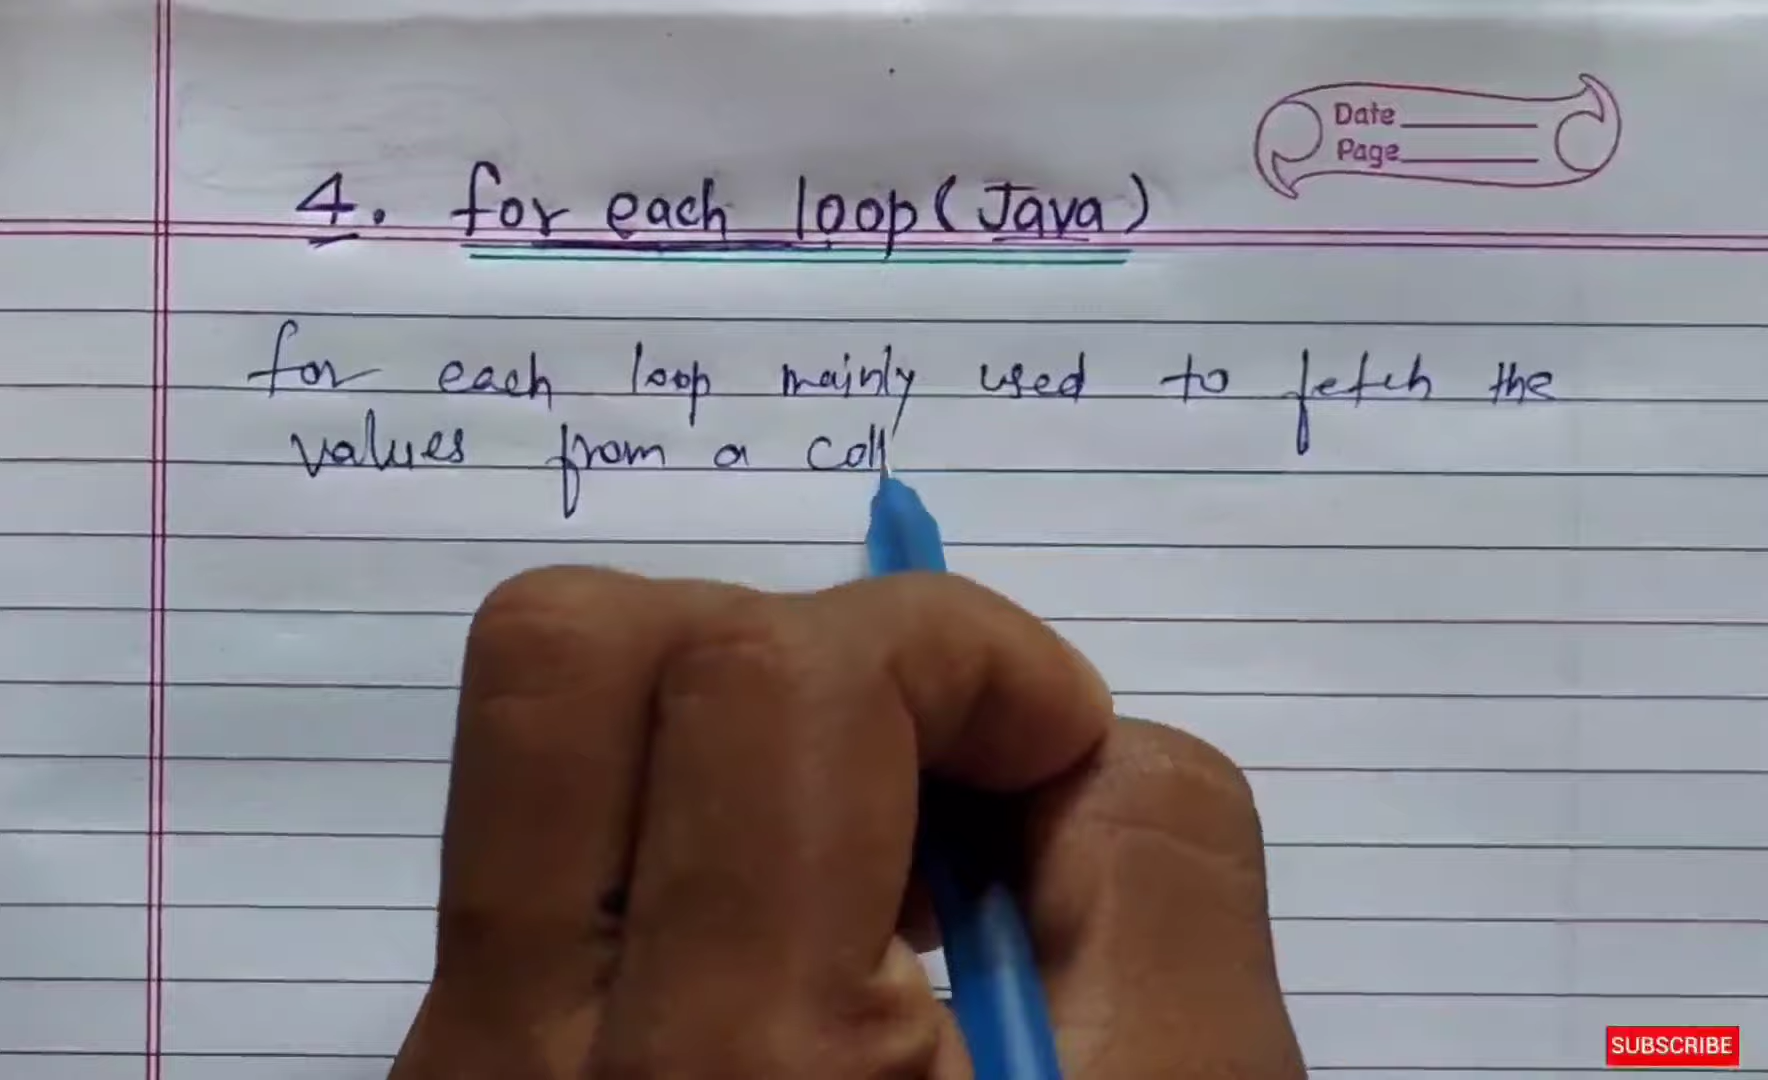 Date
Page
4. for each loop (Java)
for each loop mainly used to fetch the
values from a coll
SUBSCRIBE